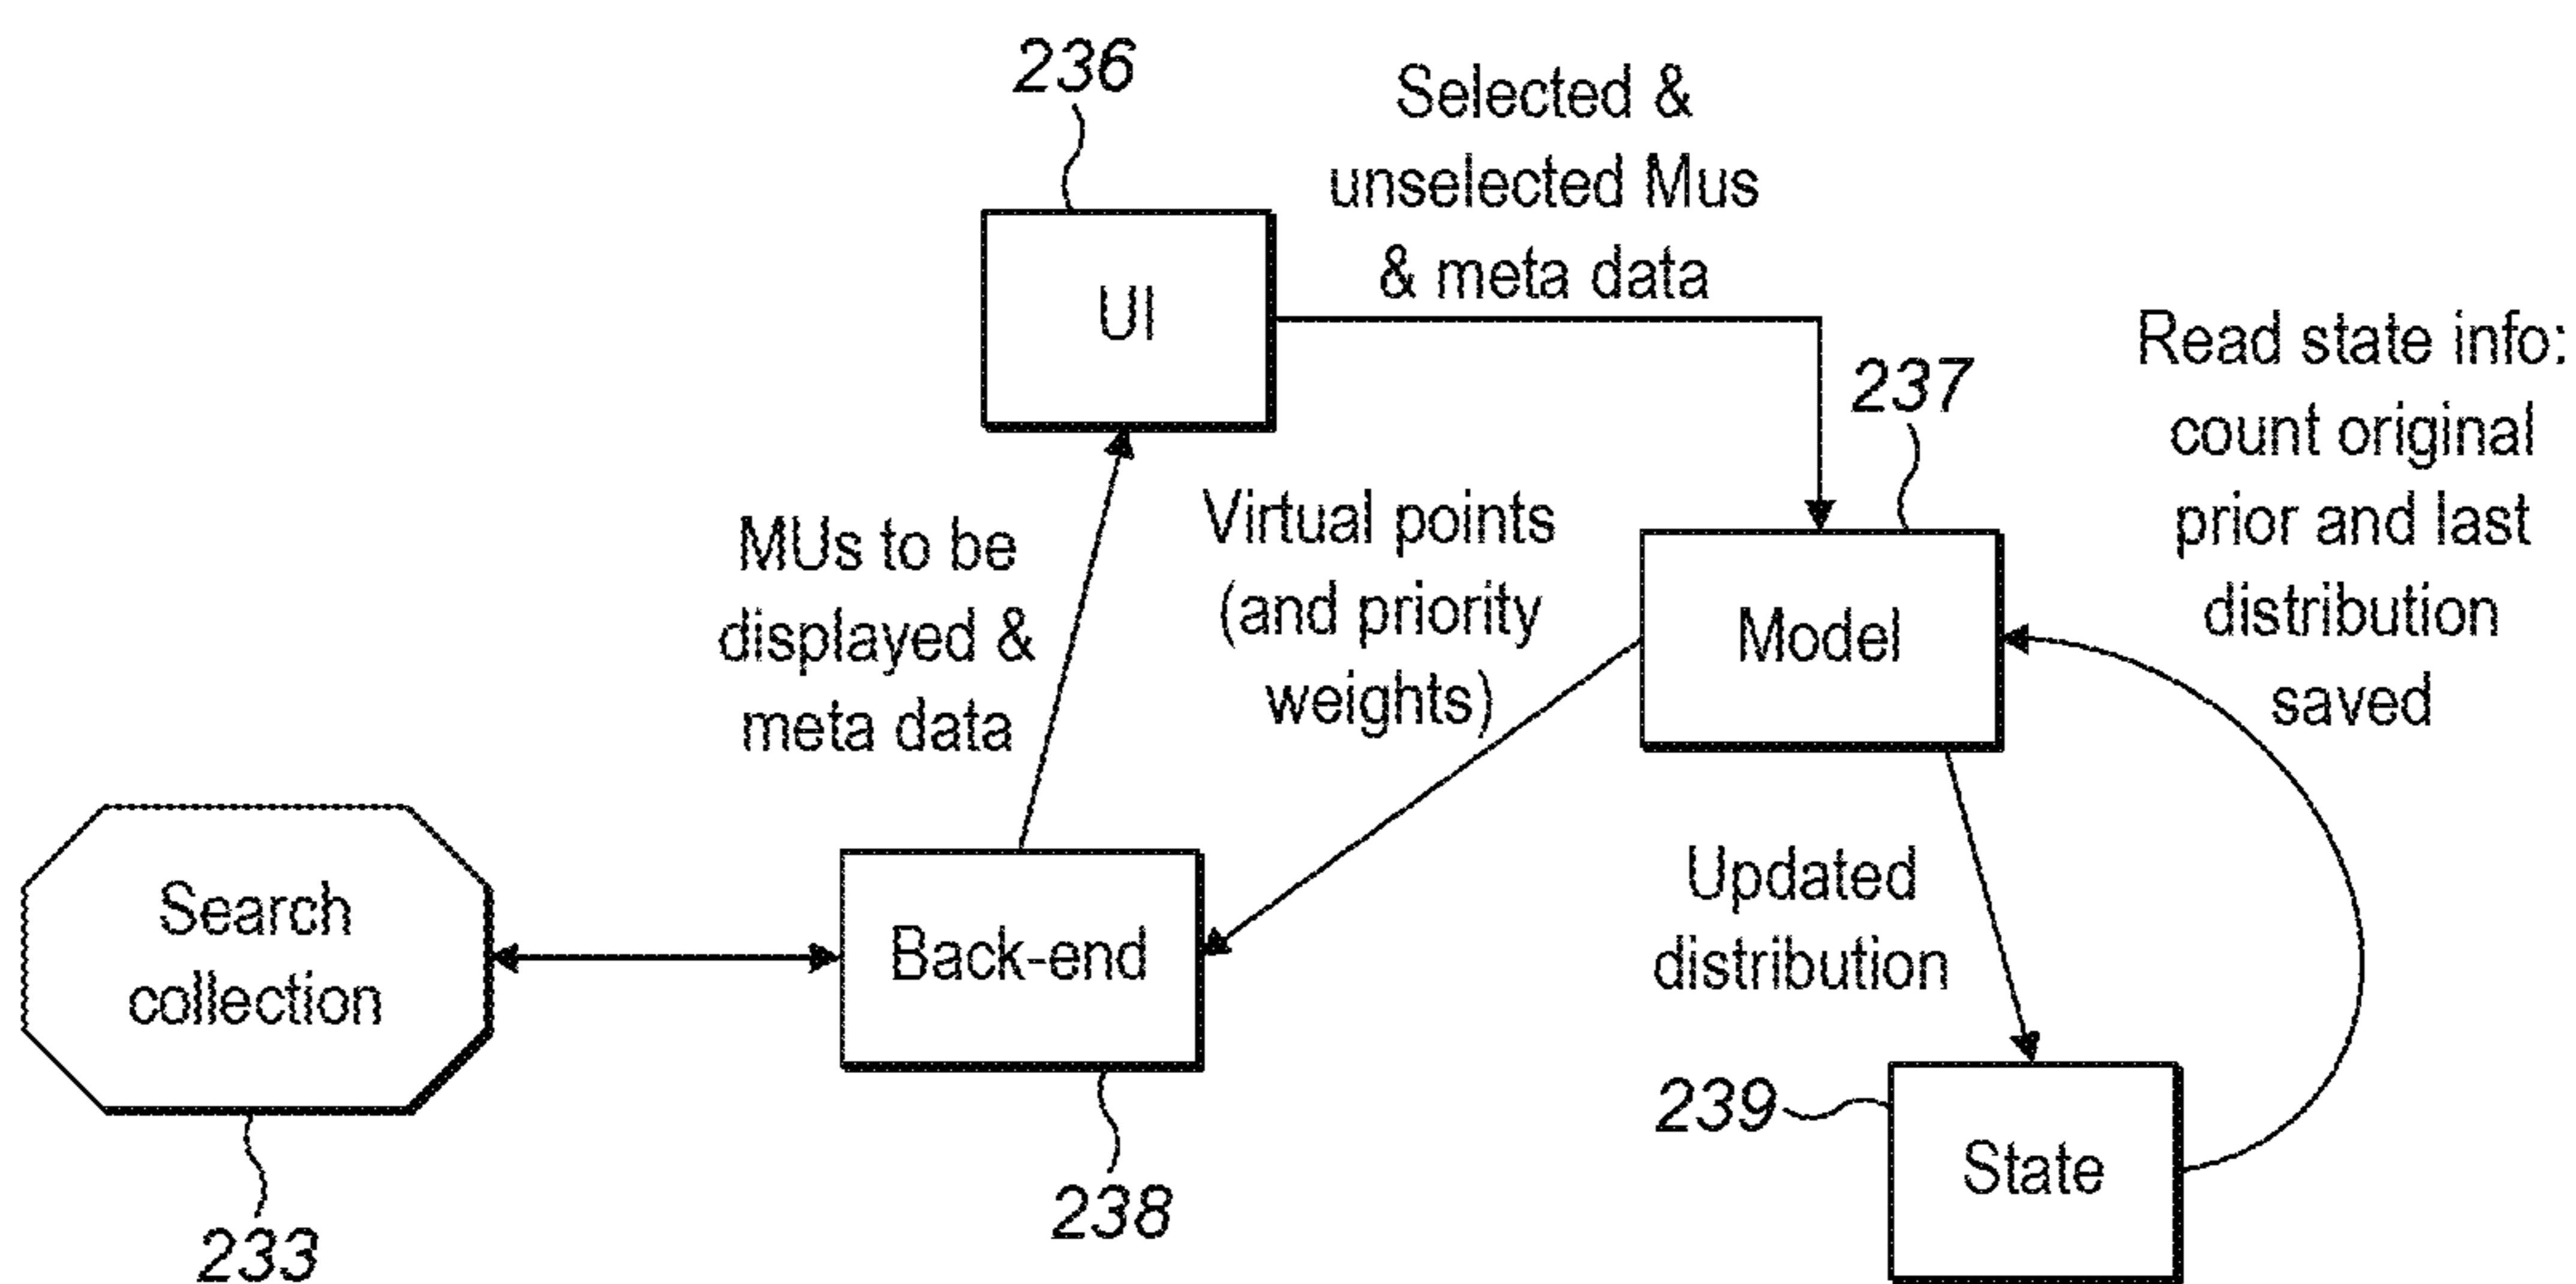 236
Selected &
unselected Mus
& meta data
UI
Read state info:
count original
prior and last
distribution
saved
237
Virtual points
(and priority
weights)
MUs to be
displayed &
meta data
Model
Search
collection
Back-end
Updated
distribution
239
State
238
233